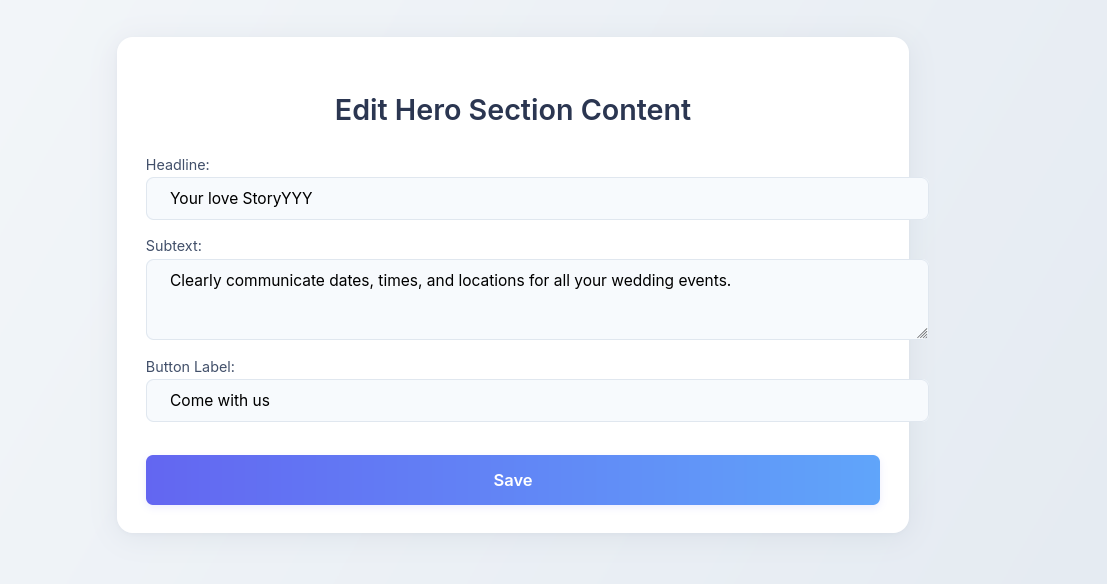 Edit Hero Section Content
Headline:
Your love StoryYYY
Subtext:
Clearly communicate dates, times, and locations for all your wedding events.
Button Label:
Come with us
Save